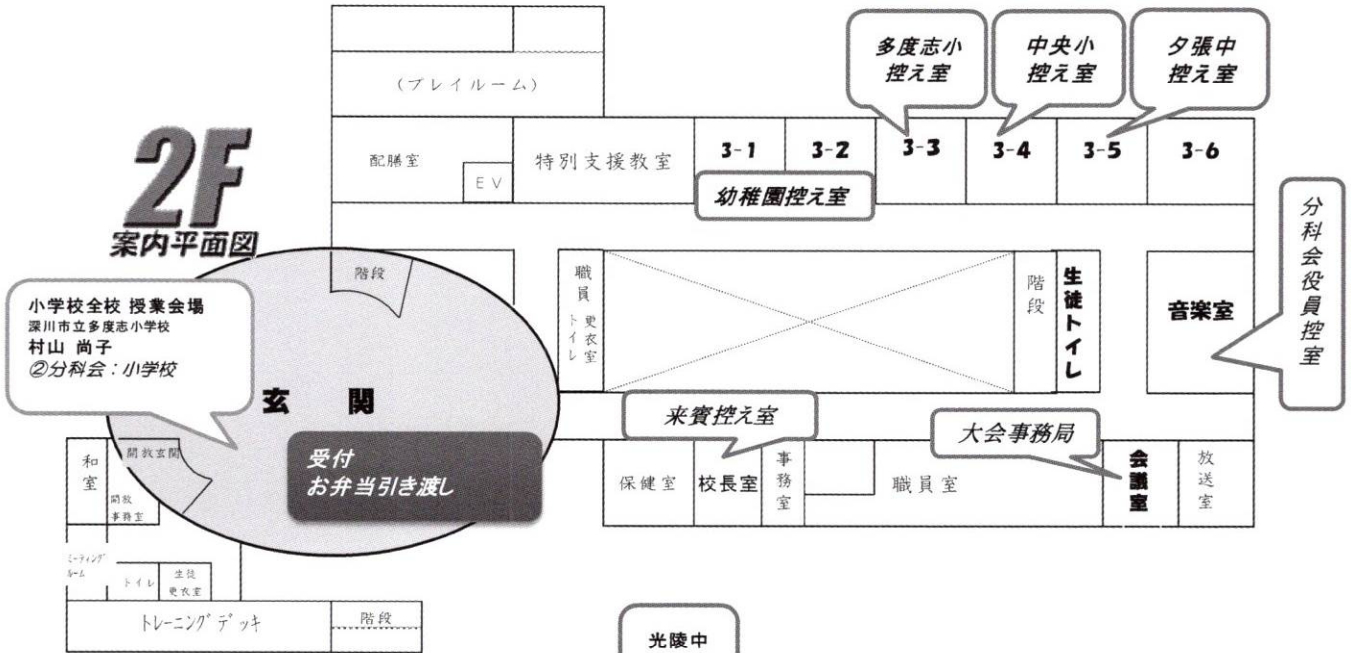 多度志小
控え室
中央小
控え室
夕張中
控え室
(プレイルーム)
2F
案内平面図
配膳室
EV
特別支援教室
3-1
3-2
3-3
3-4
3-5
3-6
幼稚園控え室
分科会役員控室
階段
職員トイレ
更衣室
階段
生徒トイレ
音楽室
小学校全校 授業会場
深川市立多度志小学校
村山 尚子
②分科会：小学校
玄 関
受付
お弁当引き渡し
来賓控え室
大会事務局
和室
開放玄関
開放
事務室
保健室
校長室
事務室
職員室
会議室
放送室
ミーティング
ルーム
トイレ
生徒
更衣室
トレーニングデッキ
階段
光陵中